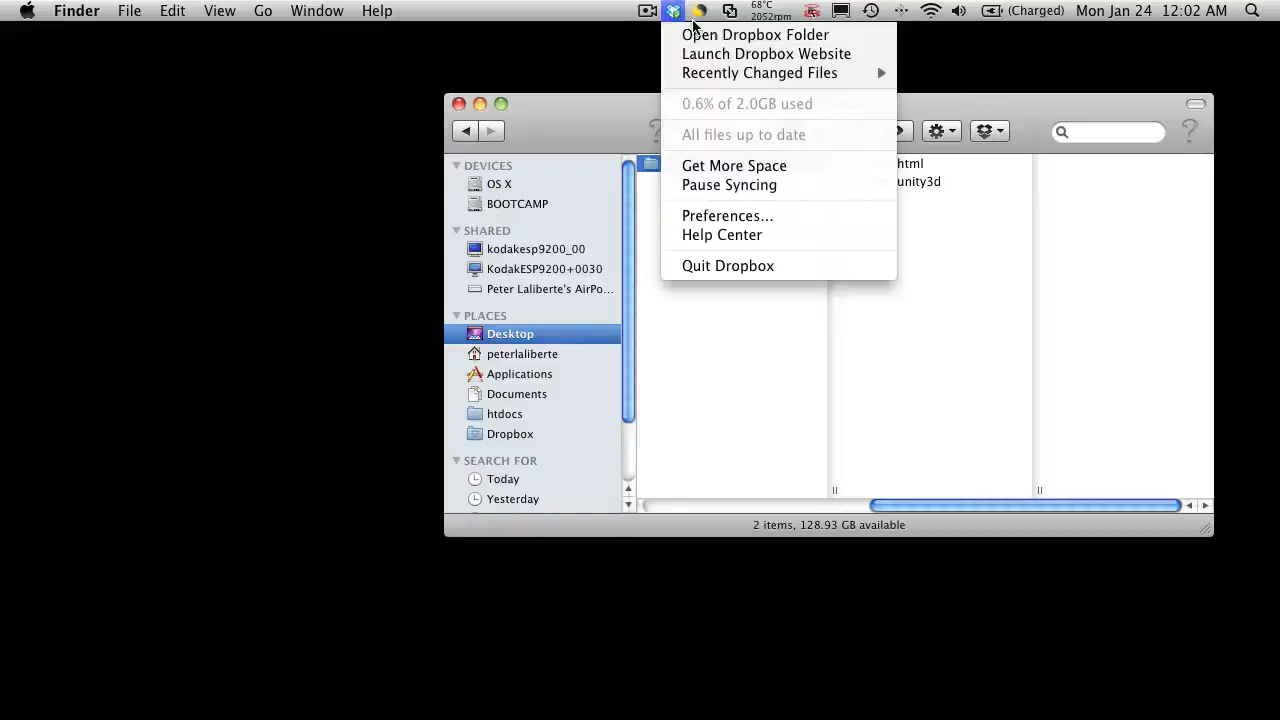 Finder File Edit View Go Window Help
68°C
2052rpm
(Charged) Mon Jan 24 12:02 AM
Open Dropbox Folder
Launch Dropbox Website
Recently Changed Files
0.6% of 2.0GB used
All files up to date
Get More Space
Pause Syncing
Preferences...
Help Center
Quit Dropbox
DEVICES
OS X
BOOTCAMP
SHARED
kodakesp9200_00
KodakESP9200+0030
Peter Laliberte's AirPo...
PLACES
Desktop
peterlaliberte
Applications
Documents
htdocs
Dropbox
SEARCH FOR
Today
Yesterday
html
unity3d
2 items, 128.93 GB available